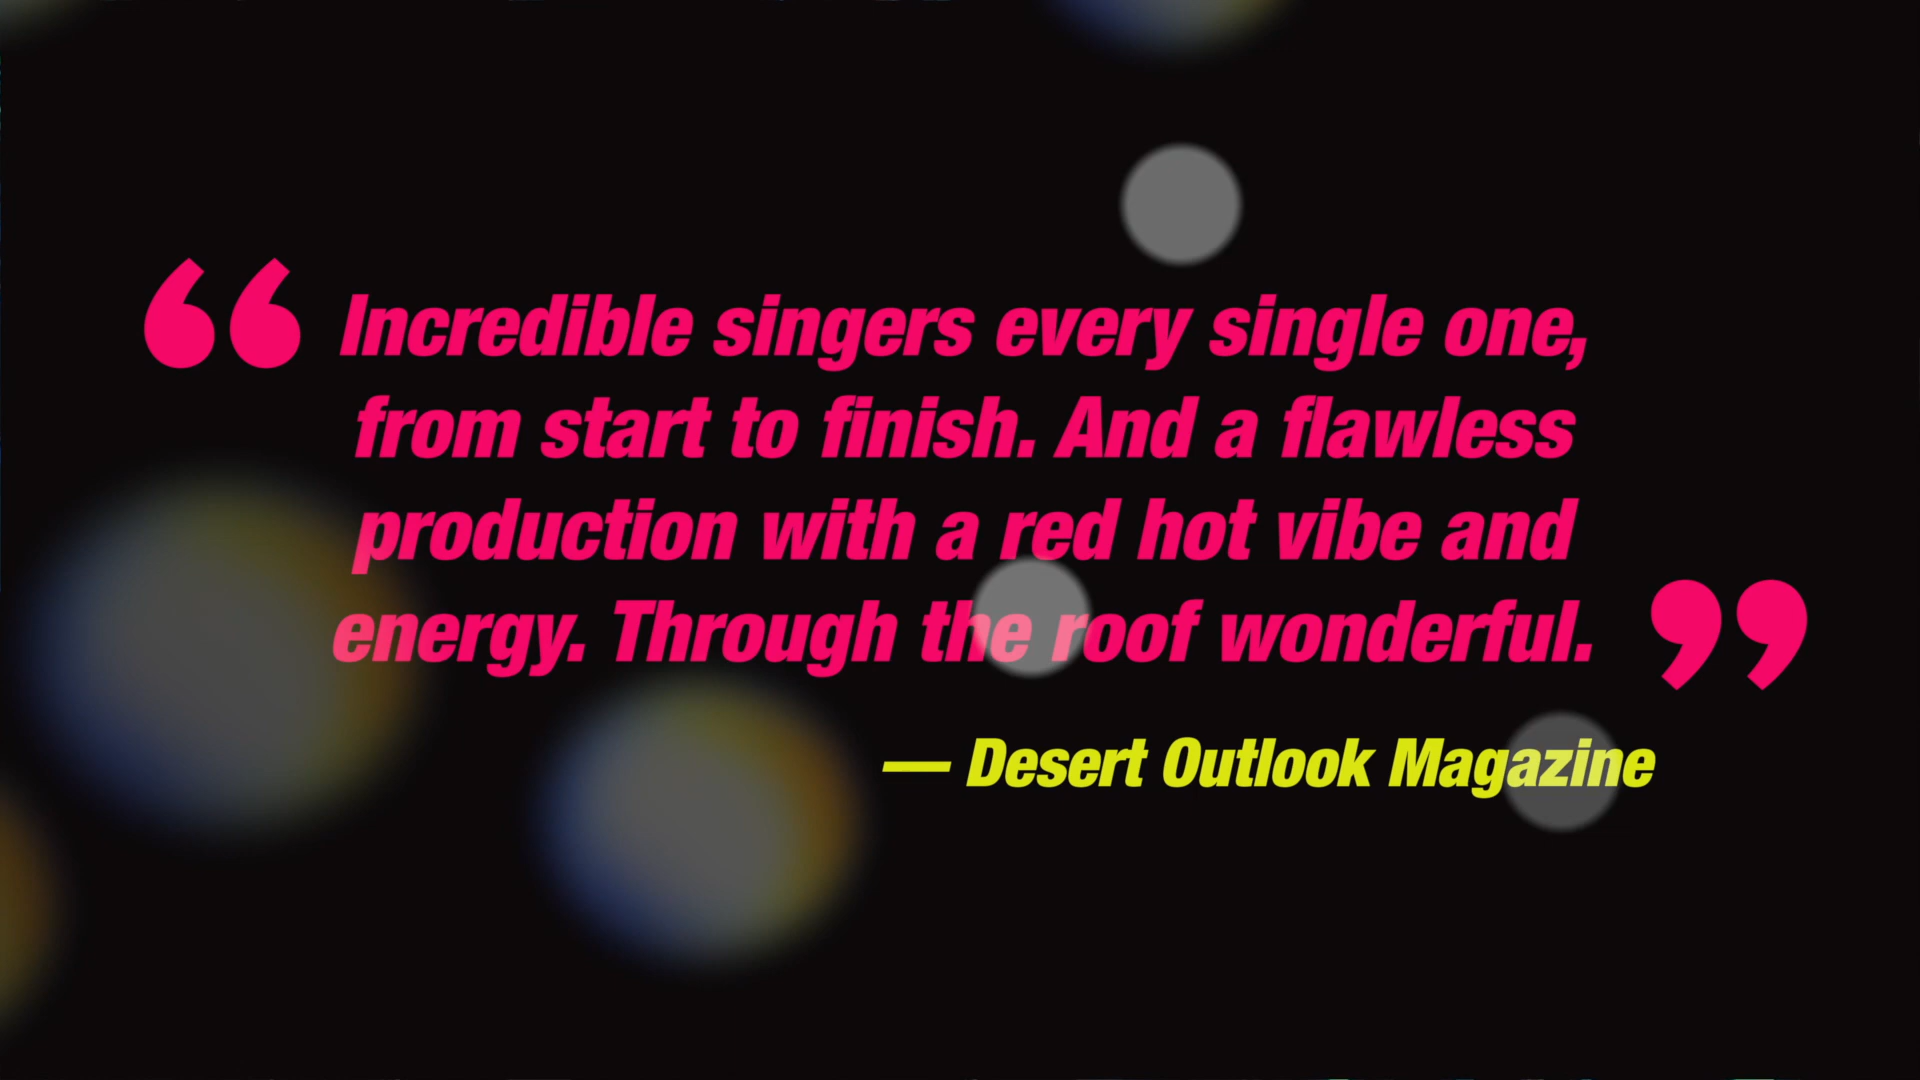 “Incredible singers every single one,
from start to finish. And a flawless
production with a red hot vibe and
energy. Through the roof wonderful.”
— Desert Outlook Magazine